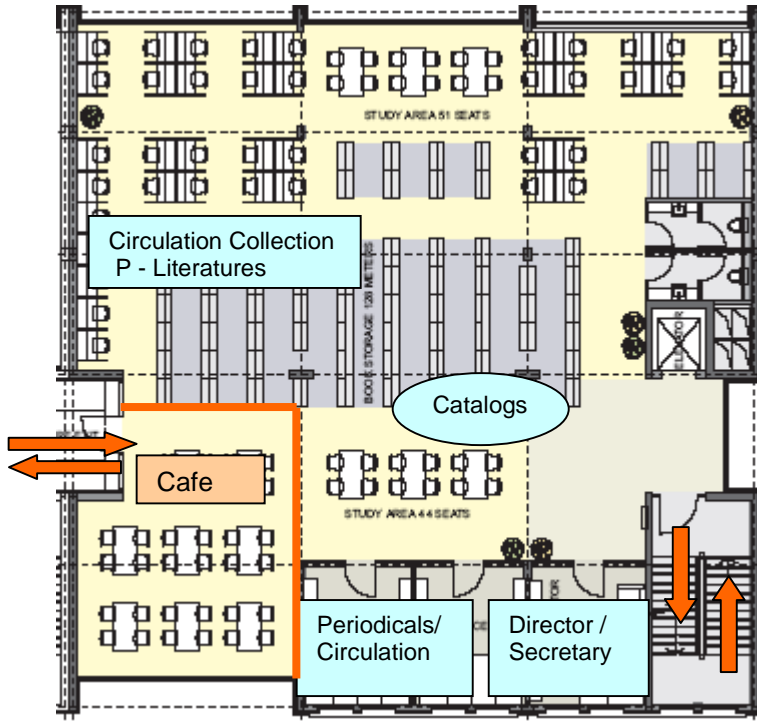 STUDY AREA 51 SEATS
Circulation Collection
P - Literatures
BOOK STORAGE 128 METERS
ELEVATOR
Catalogs
Cafe
STUDY AREA 44 SEATS
Periodicals/
Circulation
Director /
Secretary